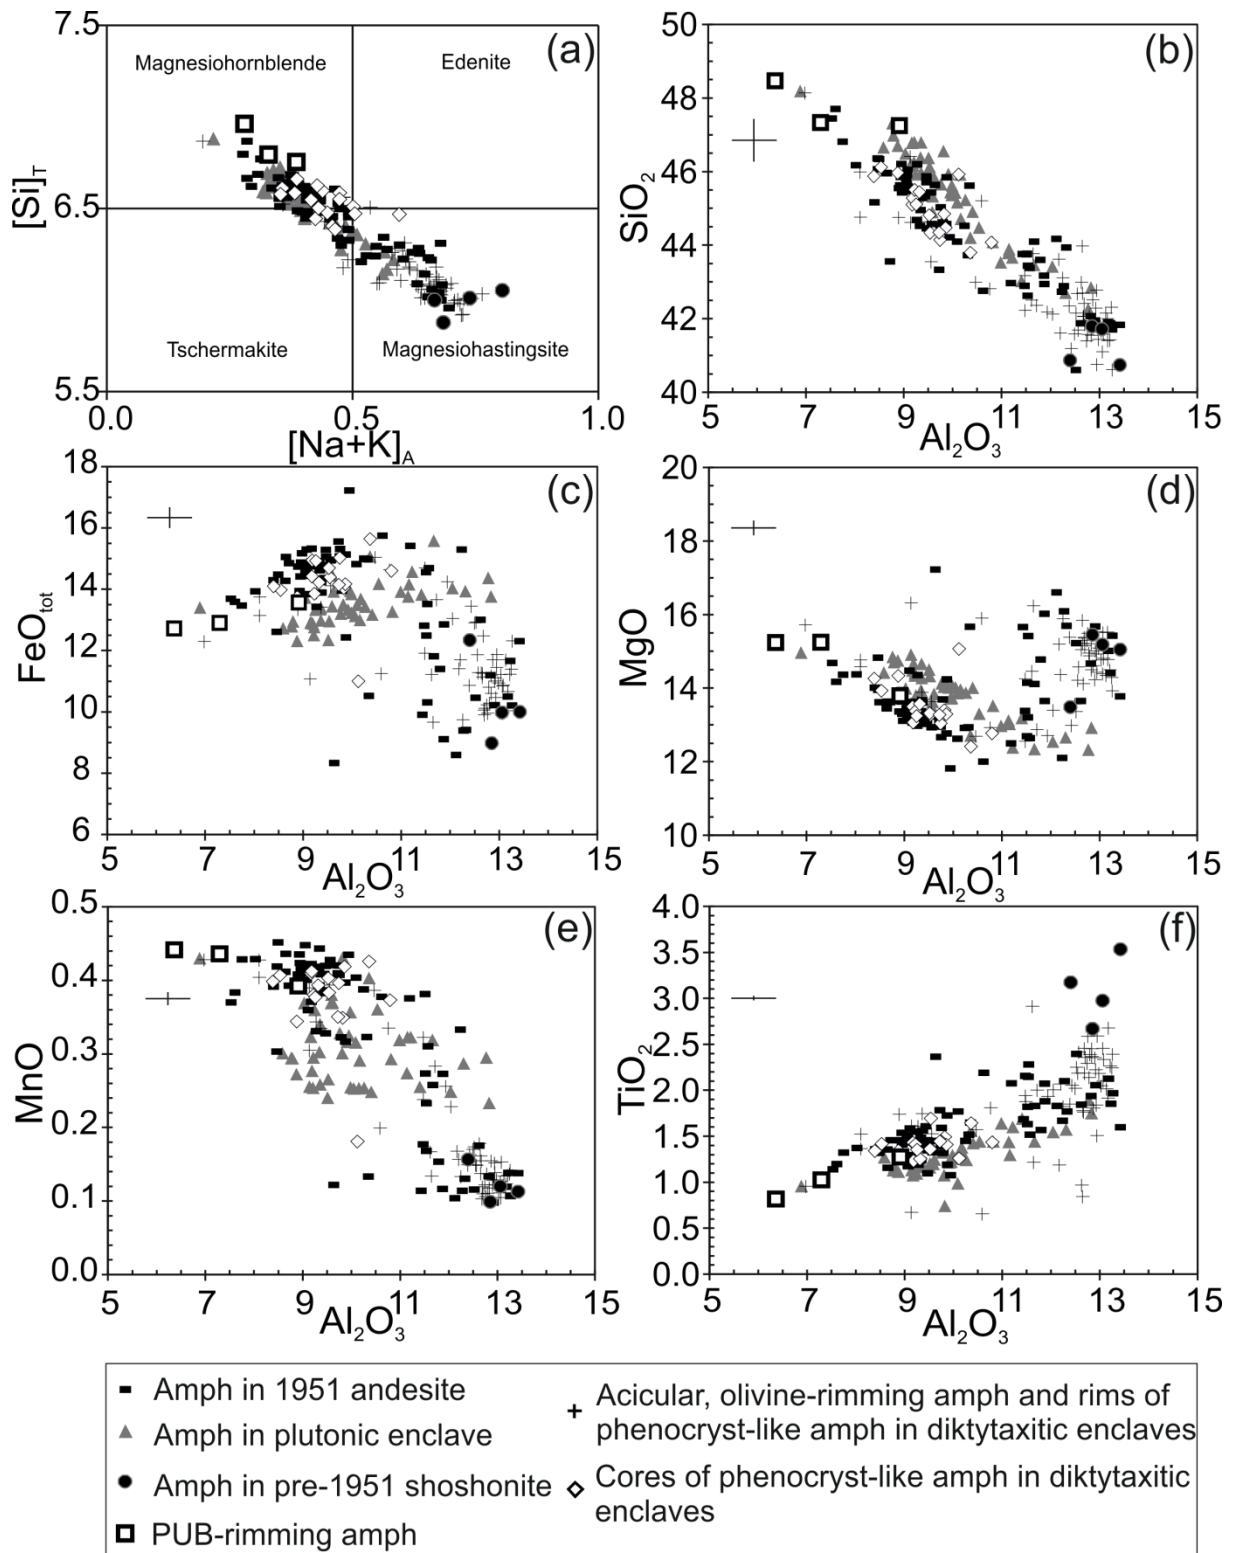 7.5
(a)
Magnesiohornblende
Edenite
[Si]T
6.5
Tschermakite
Magnesiohastingsite
5.5
0.0
0.5
1.0
[Na+K]A
50
(b)
48
46
SiO2
44
42
40
5
7
9
11
13
15
Al2O3
18
(c)
16
14
FeOtot
12
10
8
6
5
7
9
11
13
15
Al2O3
20
(d)
18
16
MgO
14
12
10
5
7
9
11
13
15
Al2O3
0.5
(e)
0.4
0.3
MnO
0.2
0.1
0.0
5
7
9
11
13
15
Al2O3
4.0
(f)
3.5
3.0
2.5
TiO2
2.0
1.5
1.0
0.5
0.0
5
7
9
11
13
15
Al2O3
Amph in 1951 andesite
Amph in plutonic enclave
Amph in pre-1951 shoshonite
PUB-rimming amph
Acicular, olivine-rimming amph and rims of
phenocryst-like amph in diktytaxitic enclaves
Cores of phenocryst-like amph in diktytaxitic
enclaves